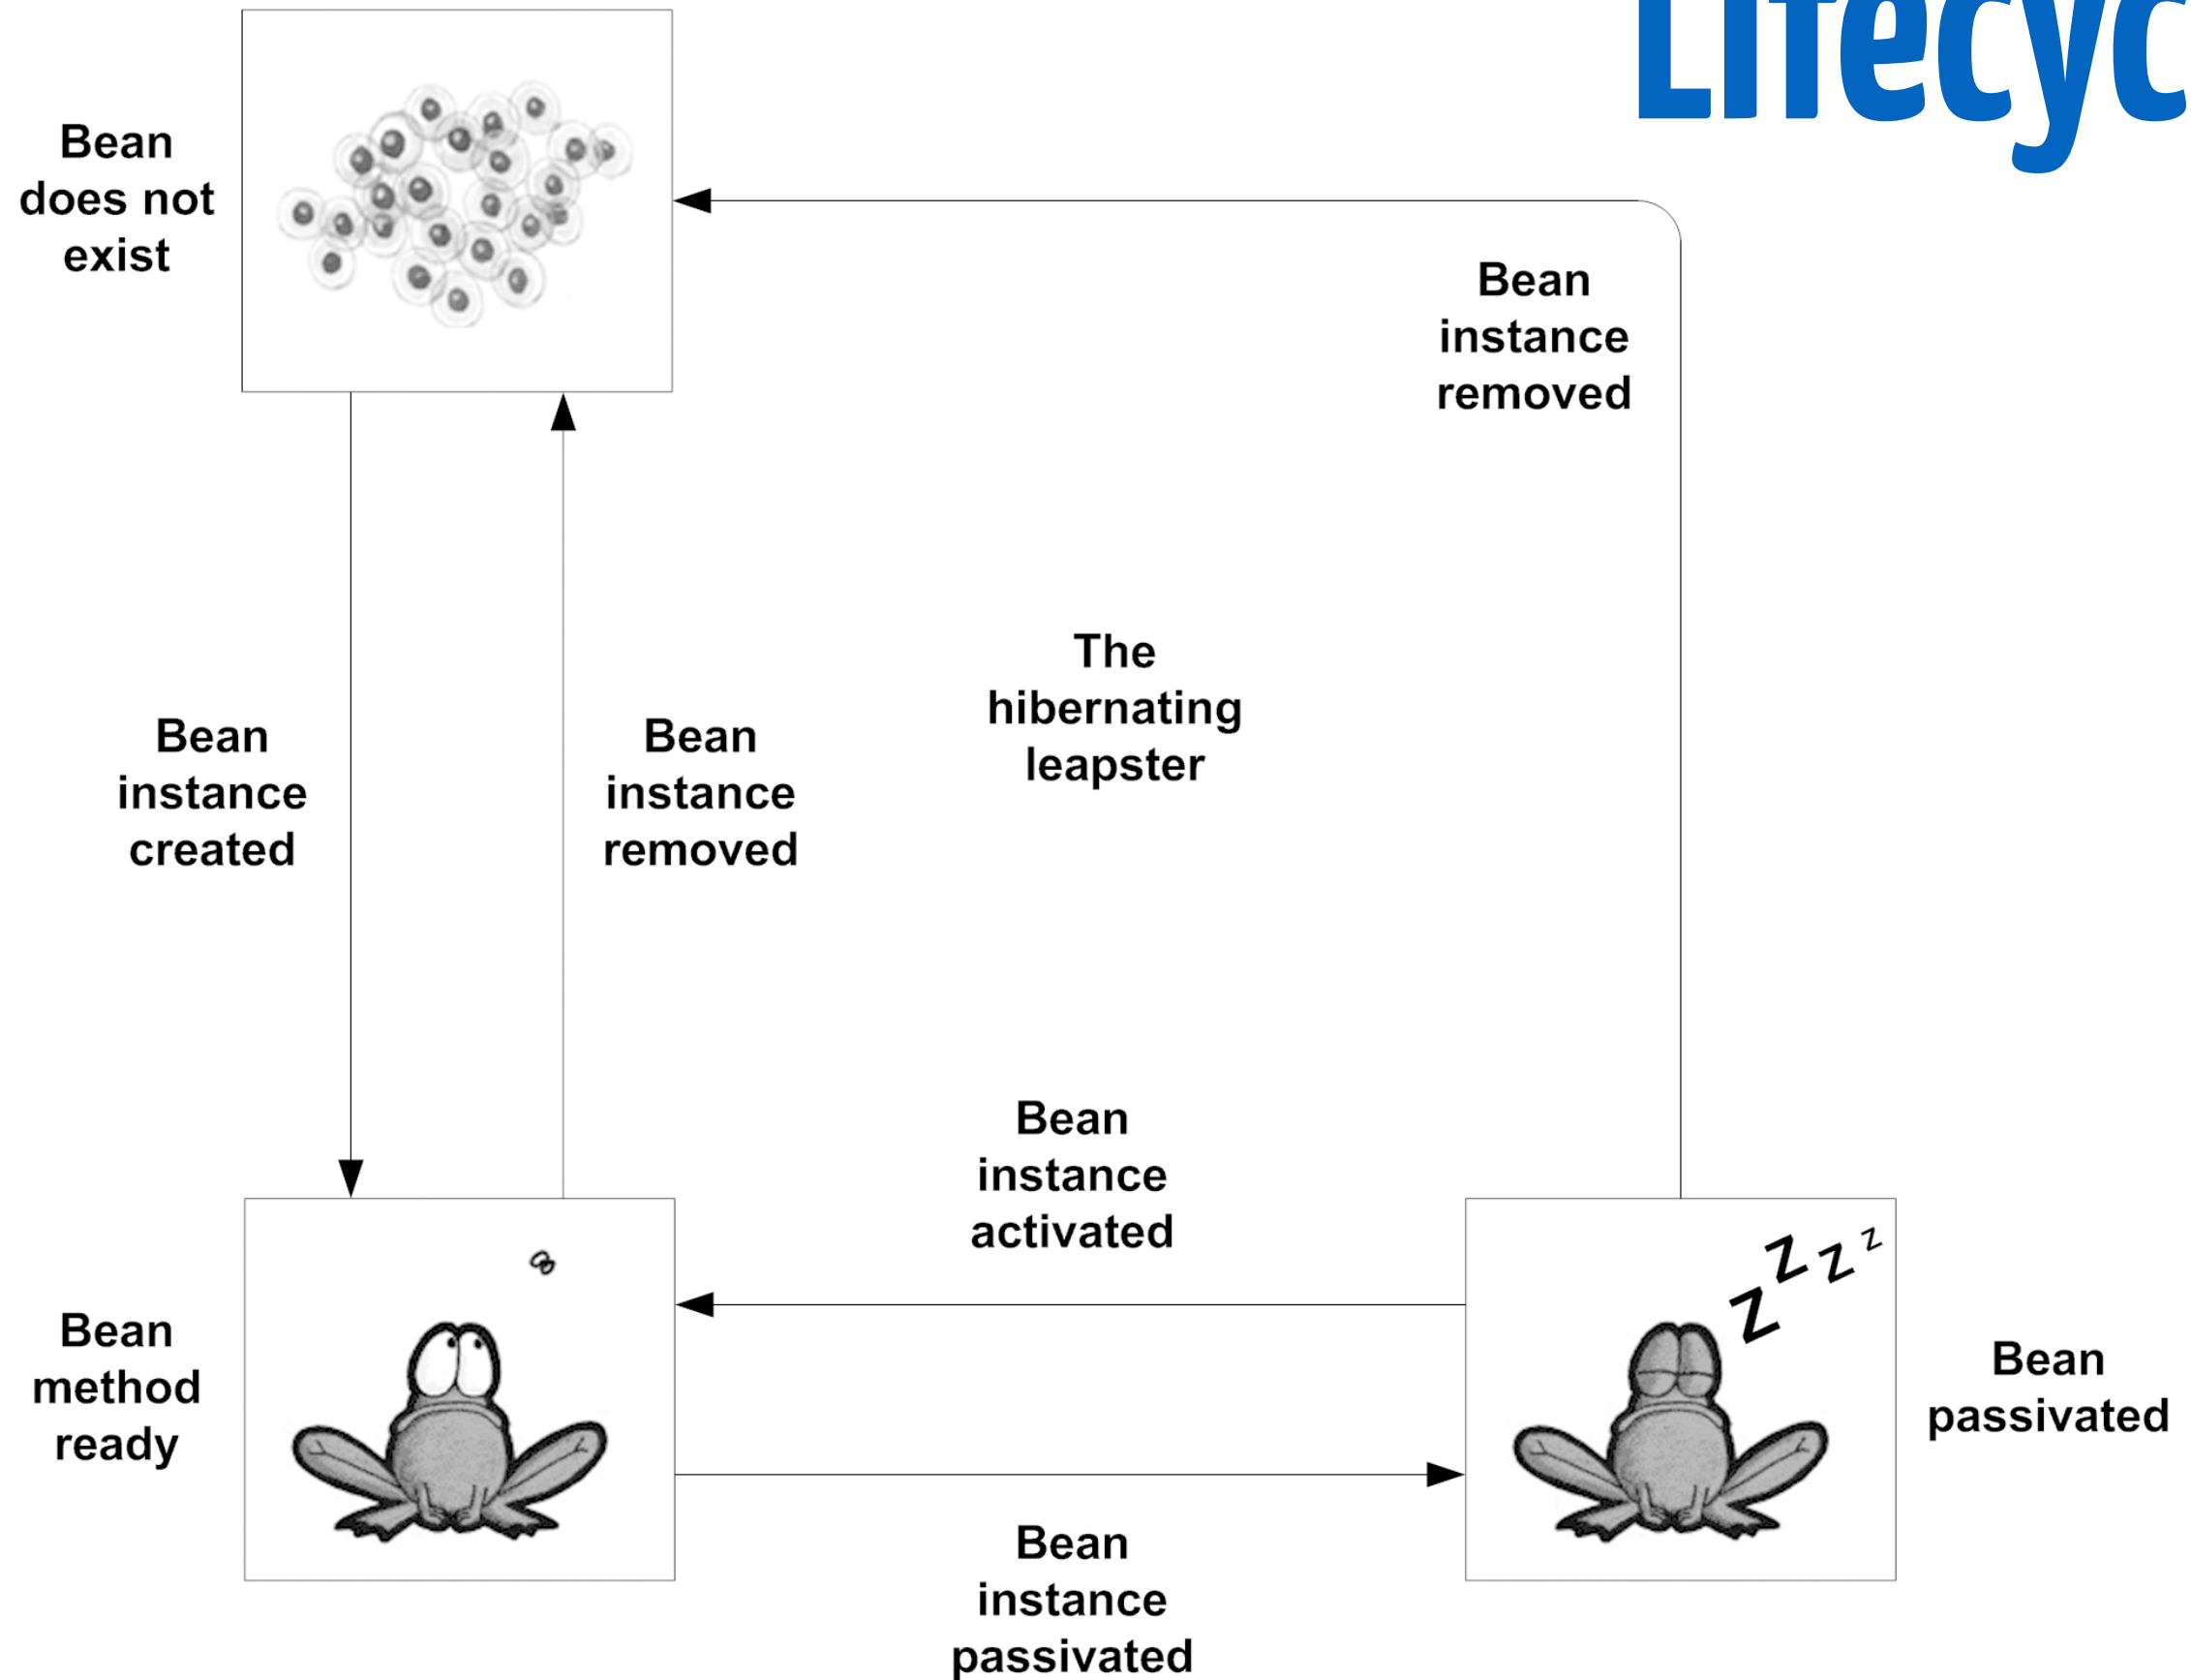 Lifecyc
Bean
does not
exist
Bean
instance
removed
The
hibernating
leapster
Bean
instance
created
Bean
instance
removed
Bean
instance
activated
z z z z
Bean
method
ready
Bean
passivated
Bean
instance
passivated